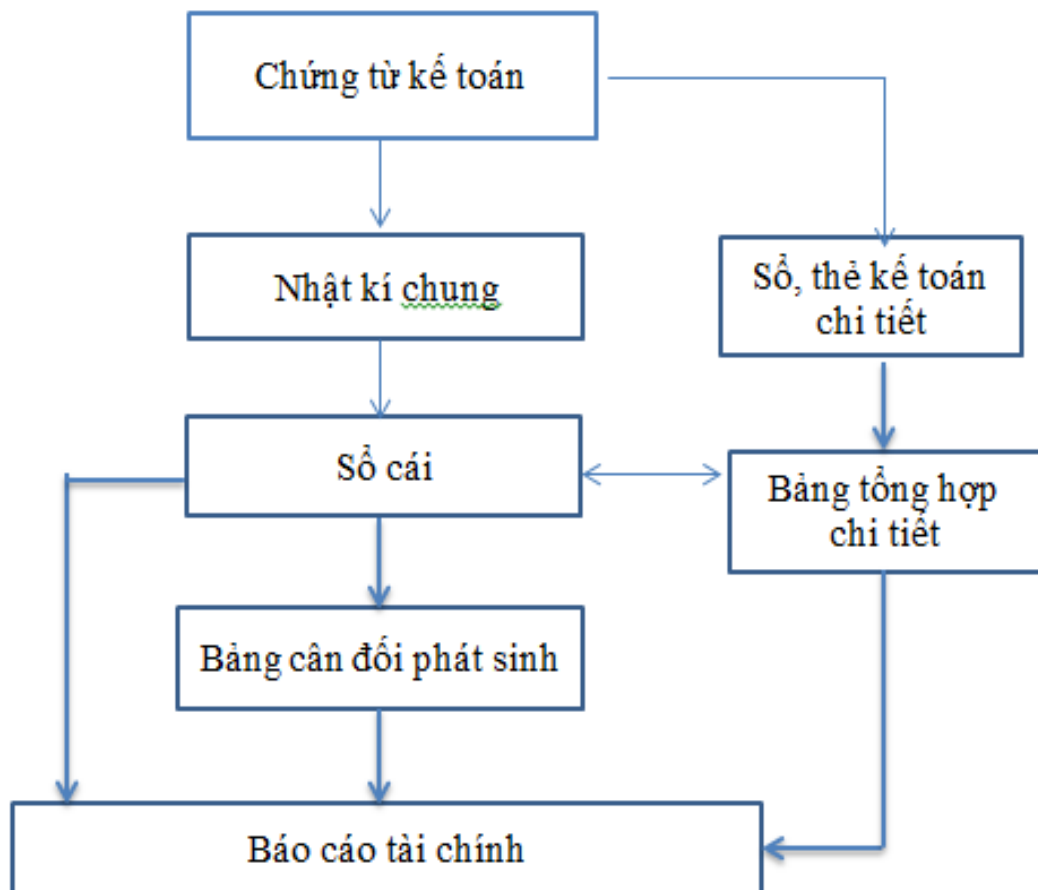 Chứng từ kế toán
Nhật kí chung
Sổ, thẻ kế toán
chi tiết
Sổ cái
Bảng tổng hợp
chi tiết
Bảng cân đối phát sinh
Báo cáo tài chính